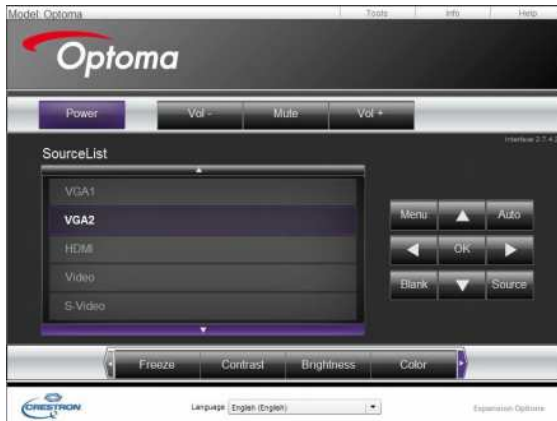 Model: Optoma
Tools Info Help
Optoma
Power Vol - Mute Vol +
Interface 2.7.4.2
SourceList
VGA1
VGA2
HDMI
Video
S-Video
Menu Auto
OK
Blank Source
Freeze Contrast Brightness Color
CRESTRON
Language English (English)
Expansion Options